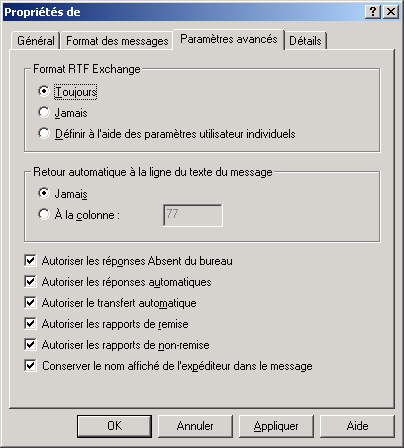 Propriétés de
Général Format des messages Paramètres avancés Détails
Format RTF Exchange
Toujours
Jamais
Définir à l'aide des paramètres utilisateur individuels
Retour automatique à la ligne du texte du message
Jamais
À la colonne : 77
Autoriser les réponses Absent du bureau
Autoriser les réponses automatiques
Autoriser le transfert automatique
Autoriser les rapports de remise
Autoriser les rapports de non-remise
Conserver le nom affiché de l'expéditeur dans le message
OK Annuler Appliquer Aide